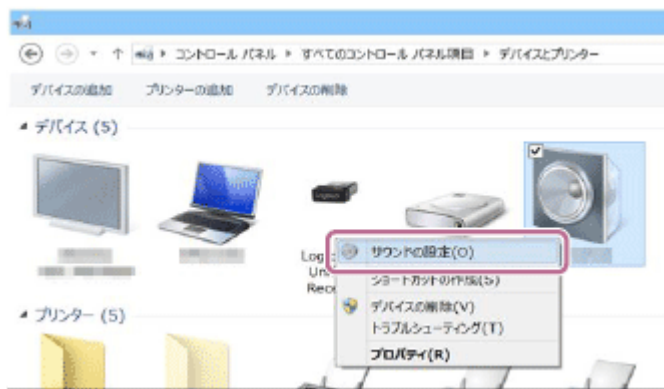 コントロール パネル ▸ すべてのコントロール パネル項目 ▸ デバイスとプリンター
デバイスの追加 プリンターの追加 デバイスの削除
デバイス (5)
サウンドの設定(O)
Log
Un
Rece
ショートカットの作成(S)
デバイスの削除(V)
トラブルシューティング(T)
プロパティ(R)
プリンター (5)